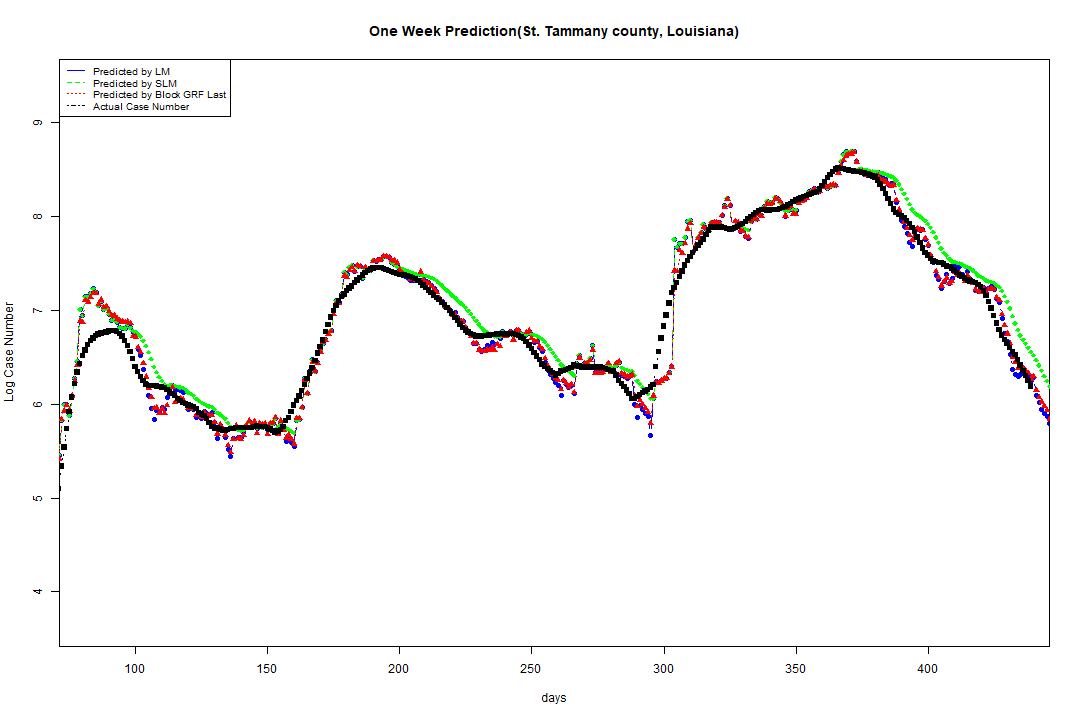 One Week Prediction(St. Tammany county, Louisiana)
Predicted by LM
Predicted by SLM
Predicted by Block GRF Last
Actual Case Number
Log Case Number
9
8
7
6
5
4
100 150 200 250 300 350 400
days